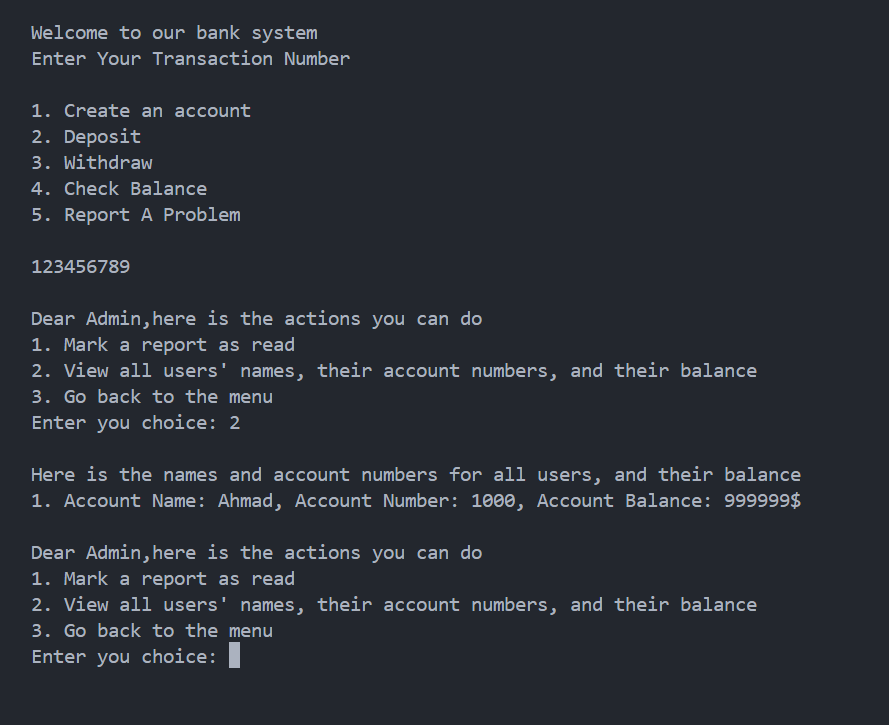 Welcome to our bank system
Enter Your Transaction Number
1. Create an account
2. Deposit
3. Withdraw
4. Check Balance
5. Report A Problem
123456789
Dear Admin,here is the actions you can do
1. Mark a report as read
2. View all users' names, their account numbers, and their balance
3. Go back to the menu
Enter you choice: 2
Here is the names and account numbers for all users, and their balance
1. Account Name: Ahmad, Account Number: 1000, Account Balance: 999999$
Dear Admin,here is the actions you can do
1. Mark a report as read
2. View all users' names, their account numbers, and their balance
3. Go back to the menu
Enter you choice: